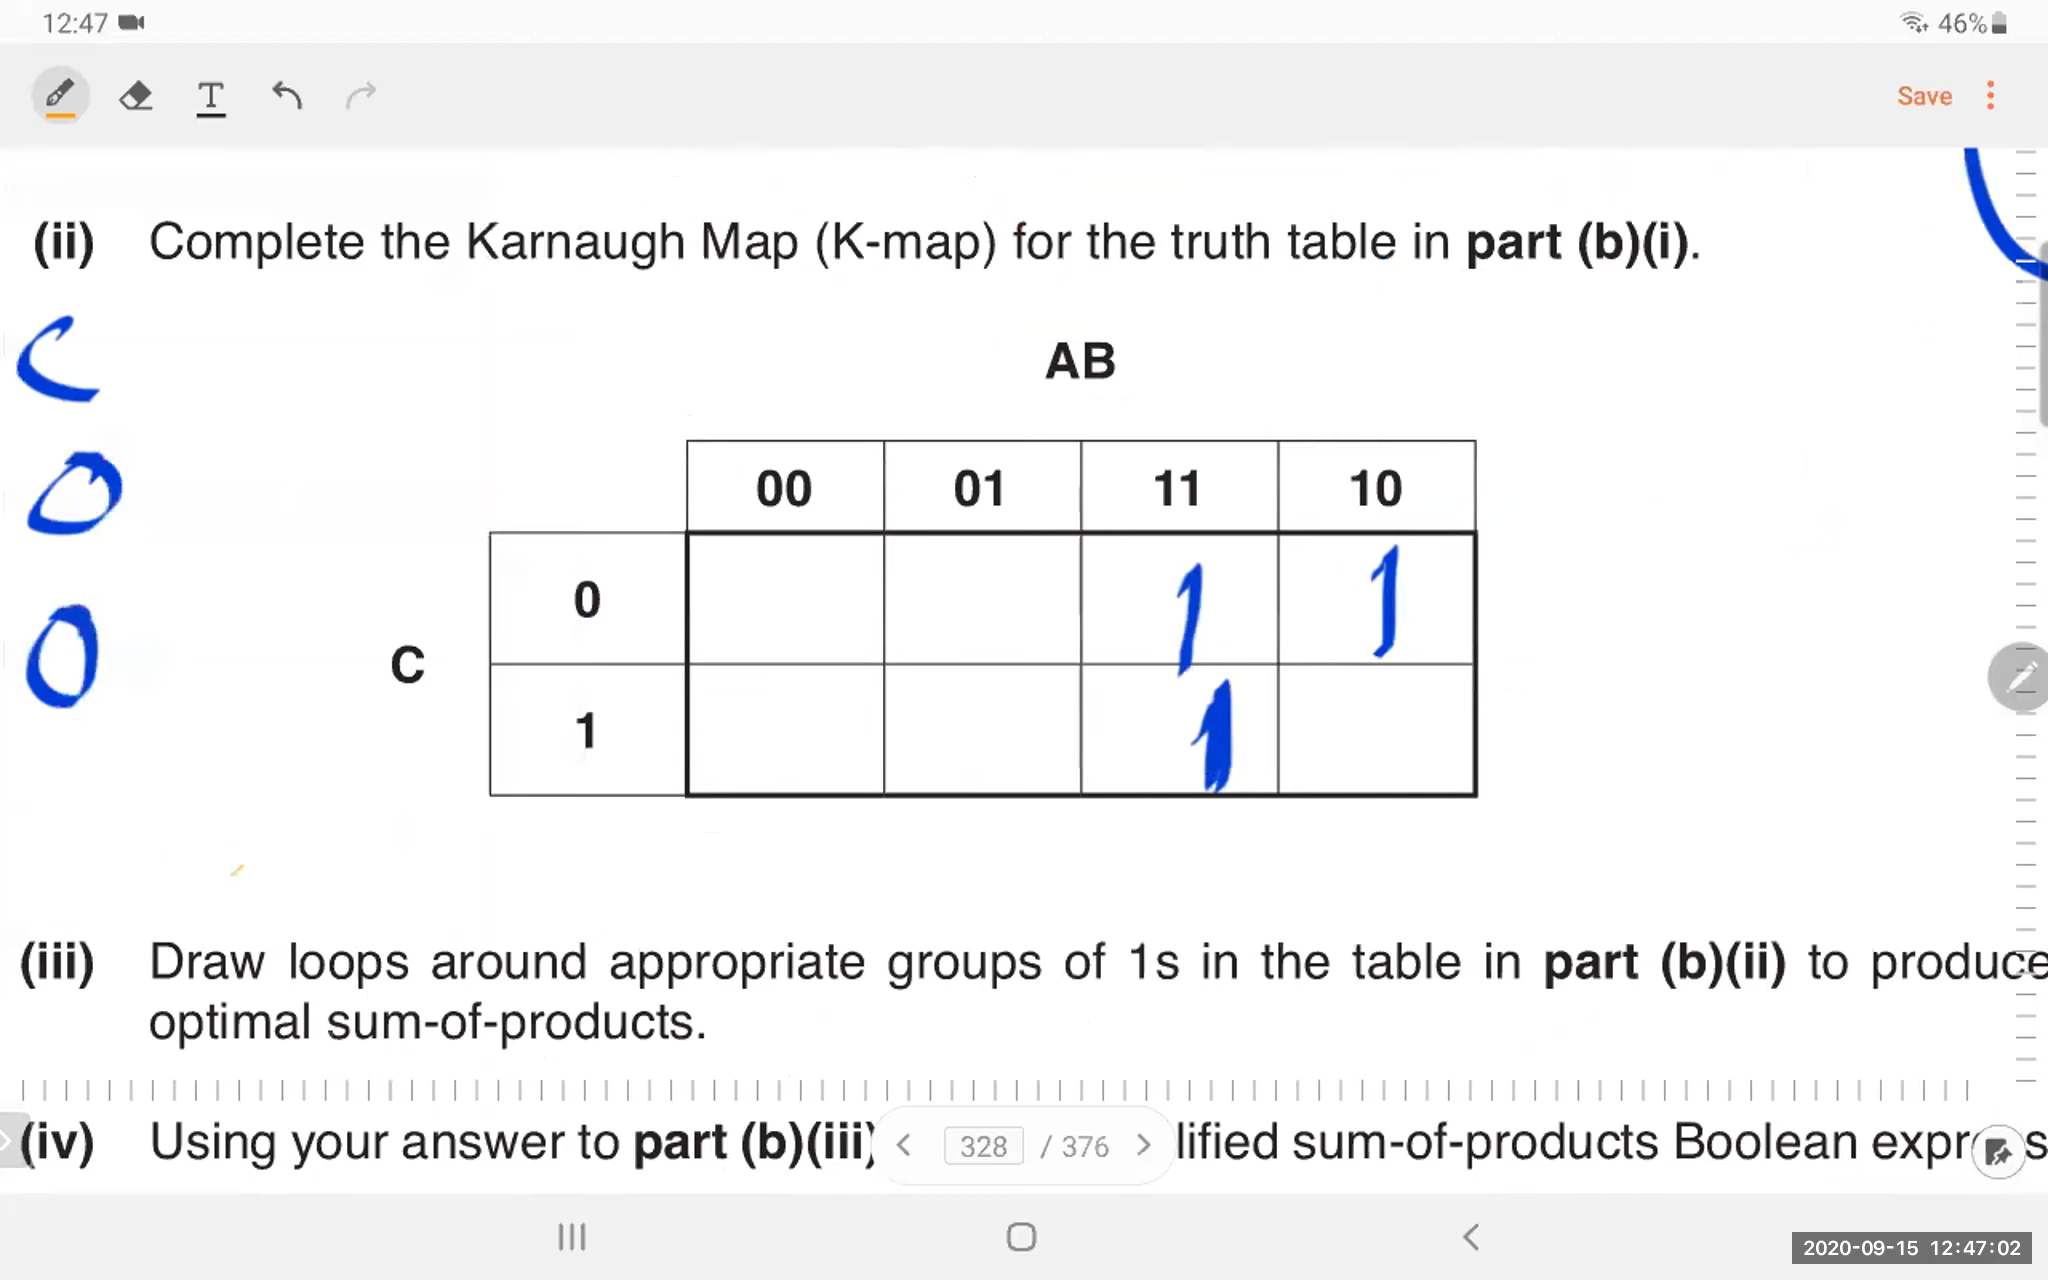 12:47 46%
T Save
(ii) Complete the Karnaugh Map (K-map) for the truth table in part (b)(i).
C
AB
0
00 01 11 10
0 1 1
0
C
1 1
(iii) Draw loops around appropriate groups of 1s in the table in part (b)(ii) to produce
optimal sum-of-products.
(iv) Using your answer to part (b)(iii) 328 / 376 lified sum-of-products Boolean expr
2020-09-15 12:47:02